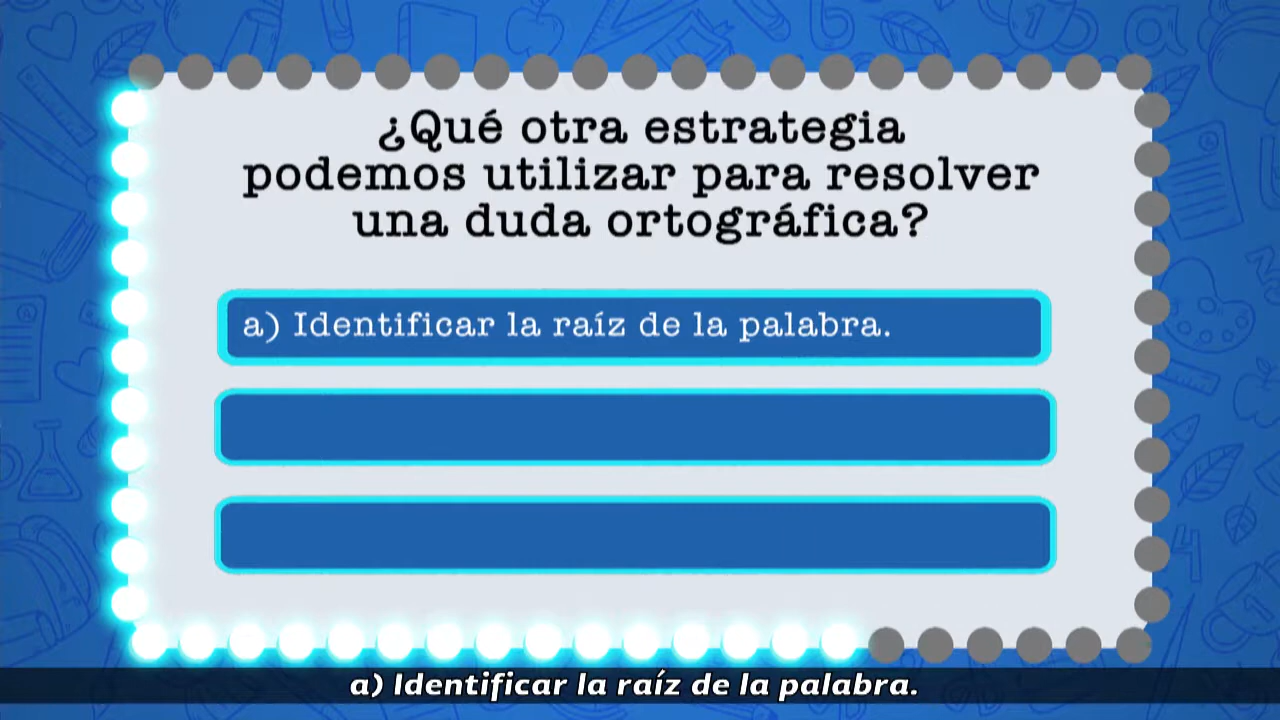 ¿Qué otra estrategia
podemos utilizar para resolver
una duda ortográfica?
a) Identificar la raíz de la palabra.
a) Identificar la raíz de la palabra.